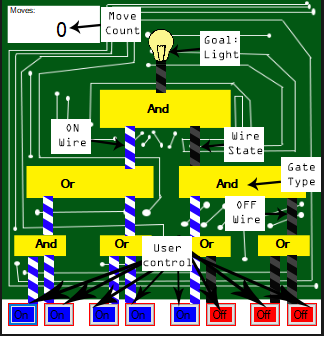 Moves:
0
Move
Count
Goal:
Light
And
ON
Wire
Wire
State
Or
And
Gate
Type
OFF
Wire
And
Or
Or
Or
User
control
On
On
On
On
On
Off
Off
Off